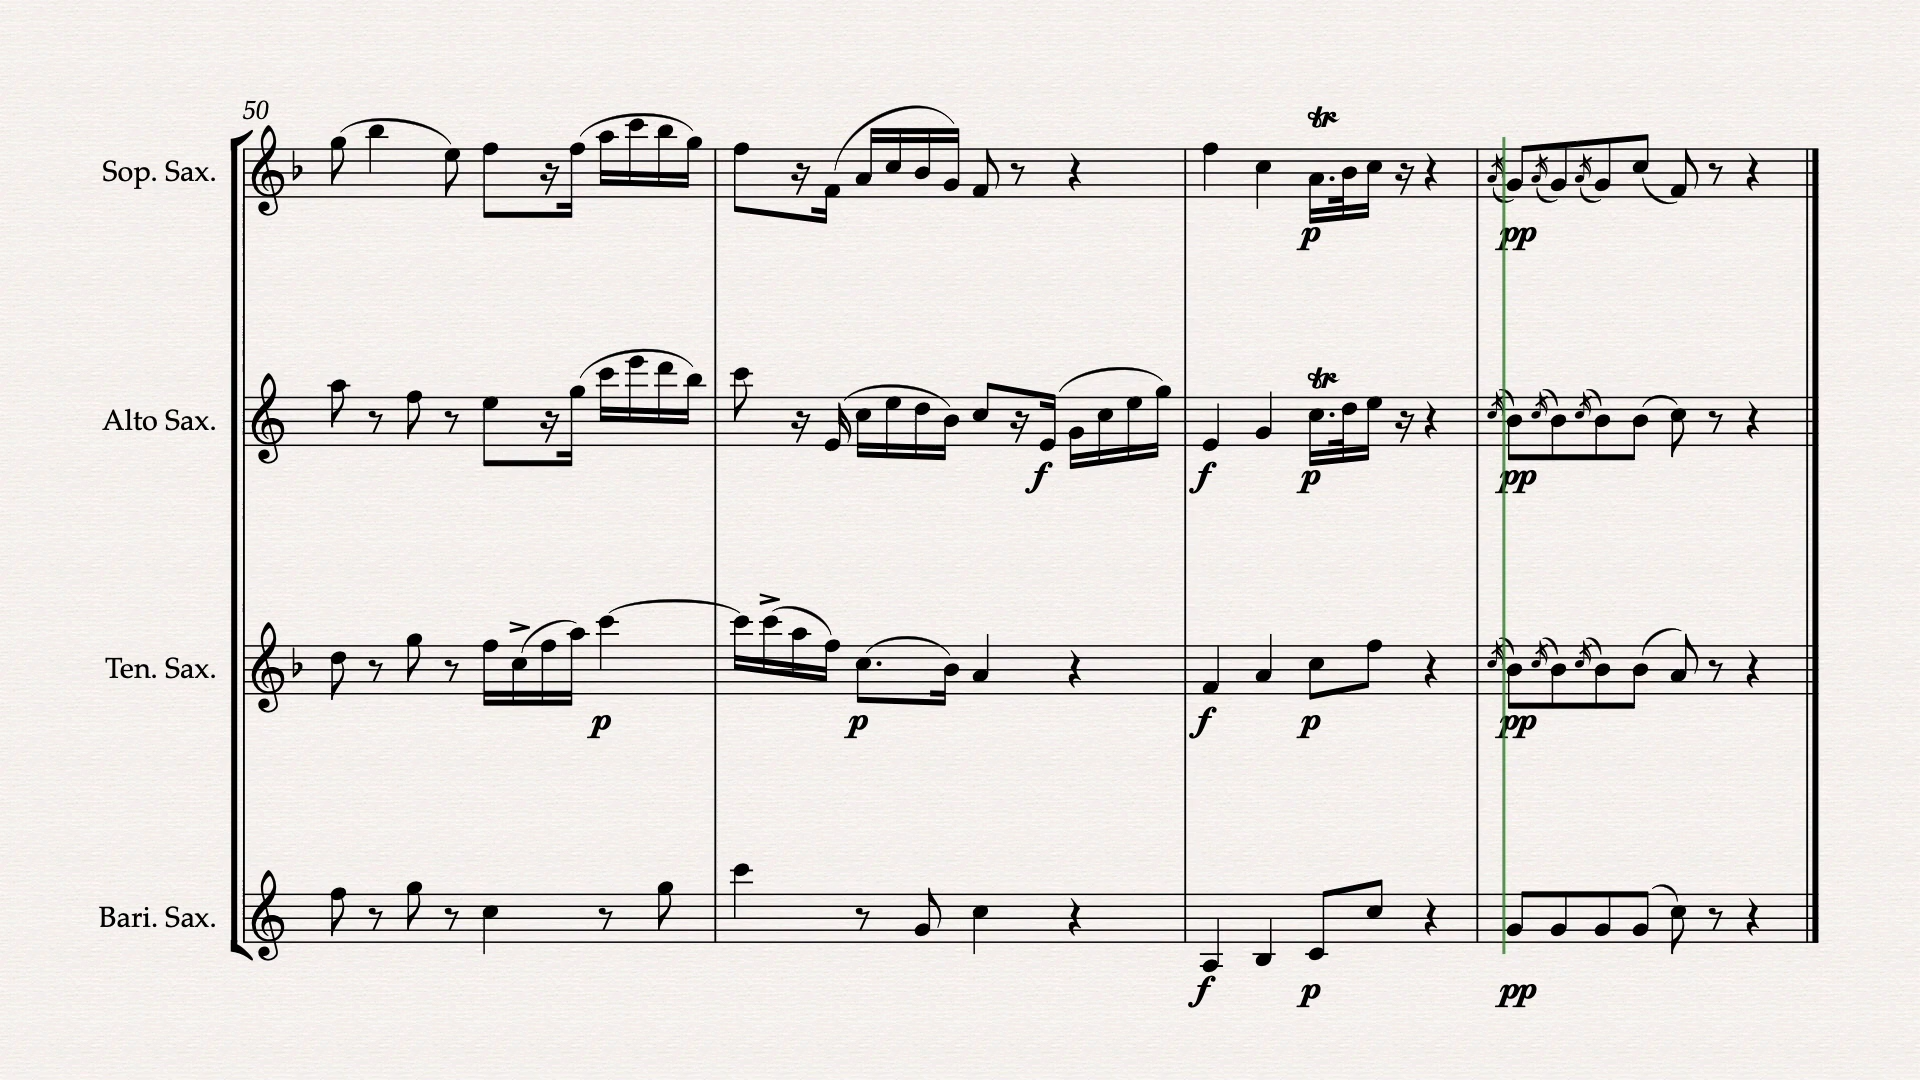 50
Sop. Sax.
tr
p
pp
Alto Sax.
tr
f
f
p
pp
Ten. Sax.
p
p
f
p
pp
Bari. Sax.
f
p
pp